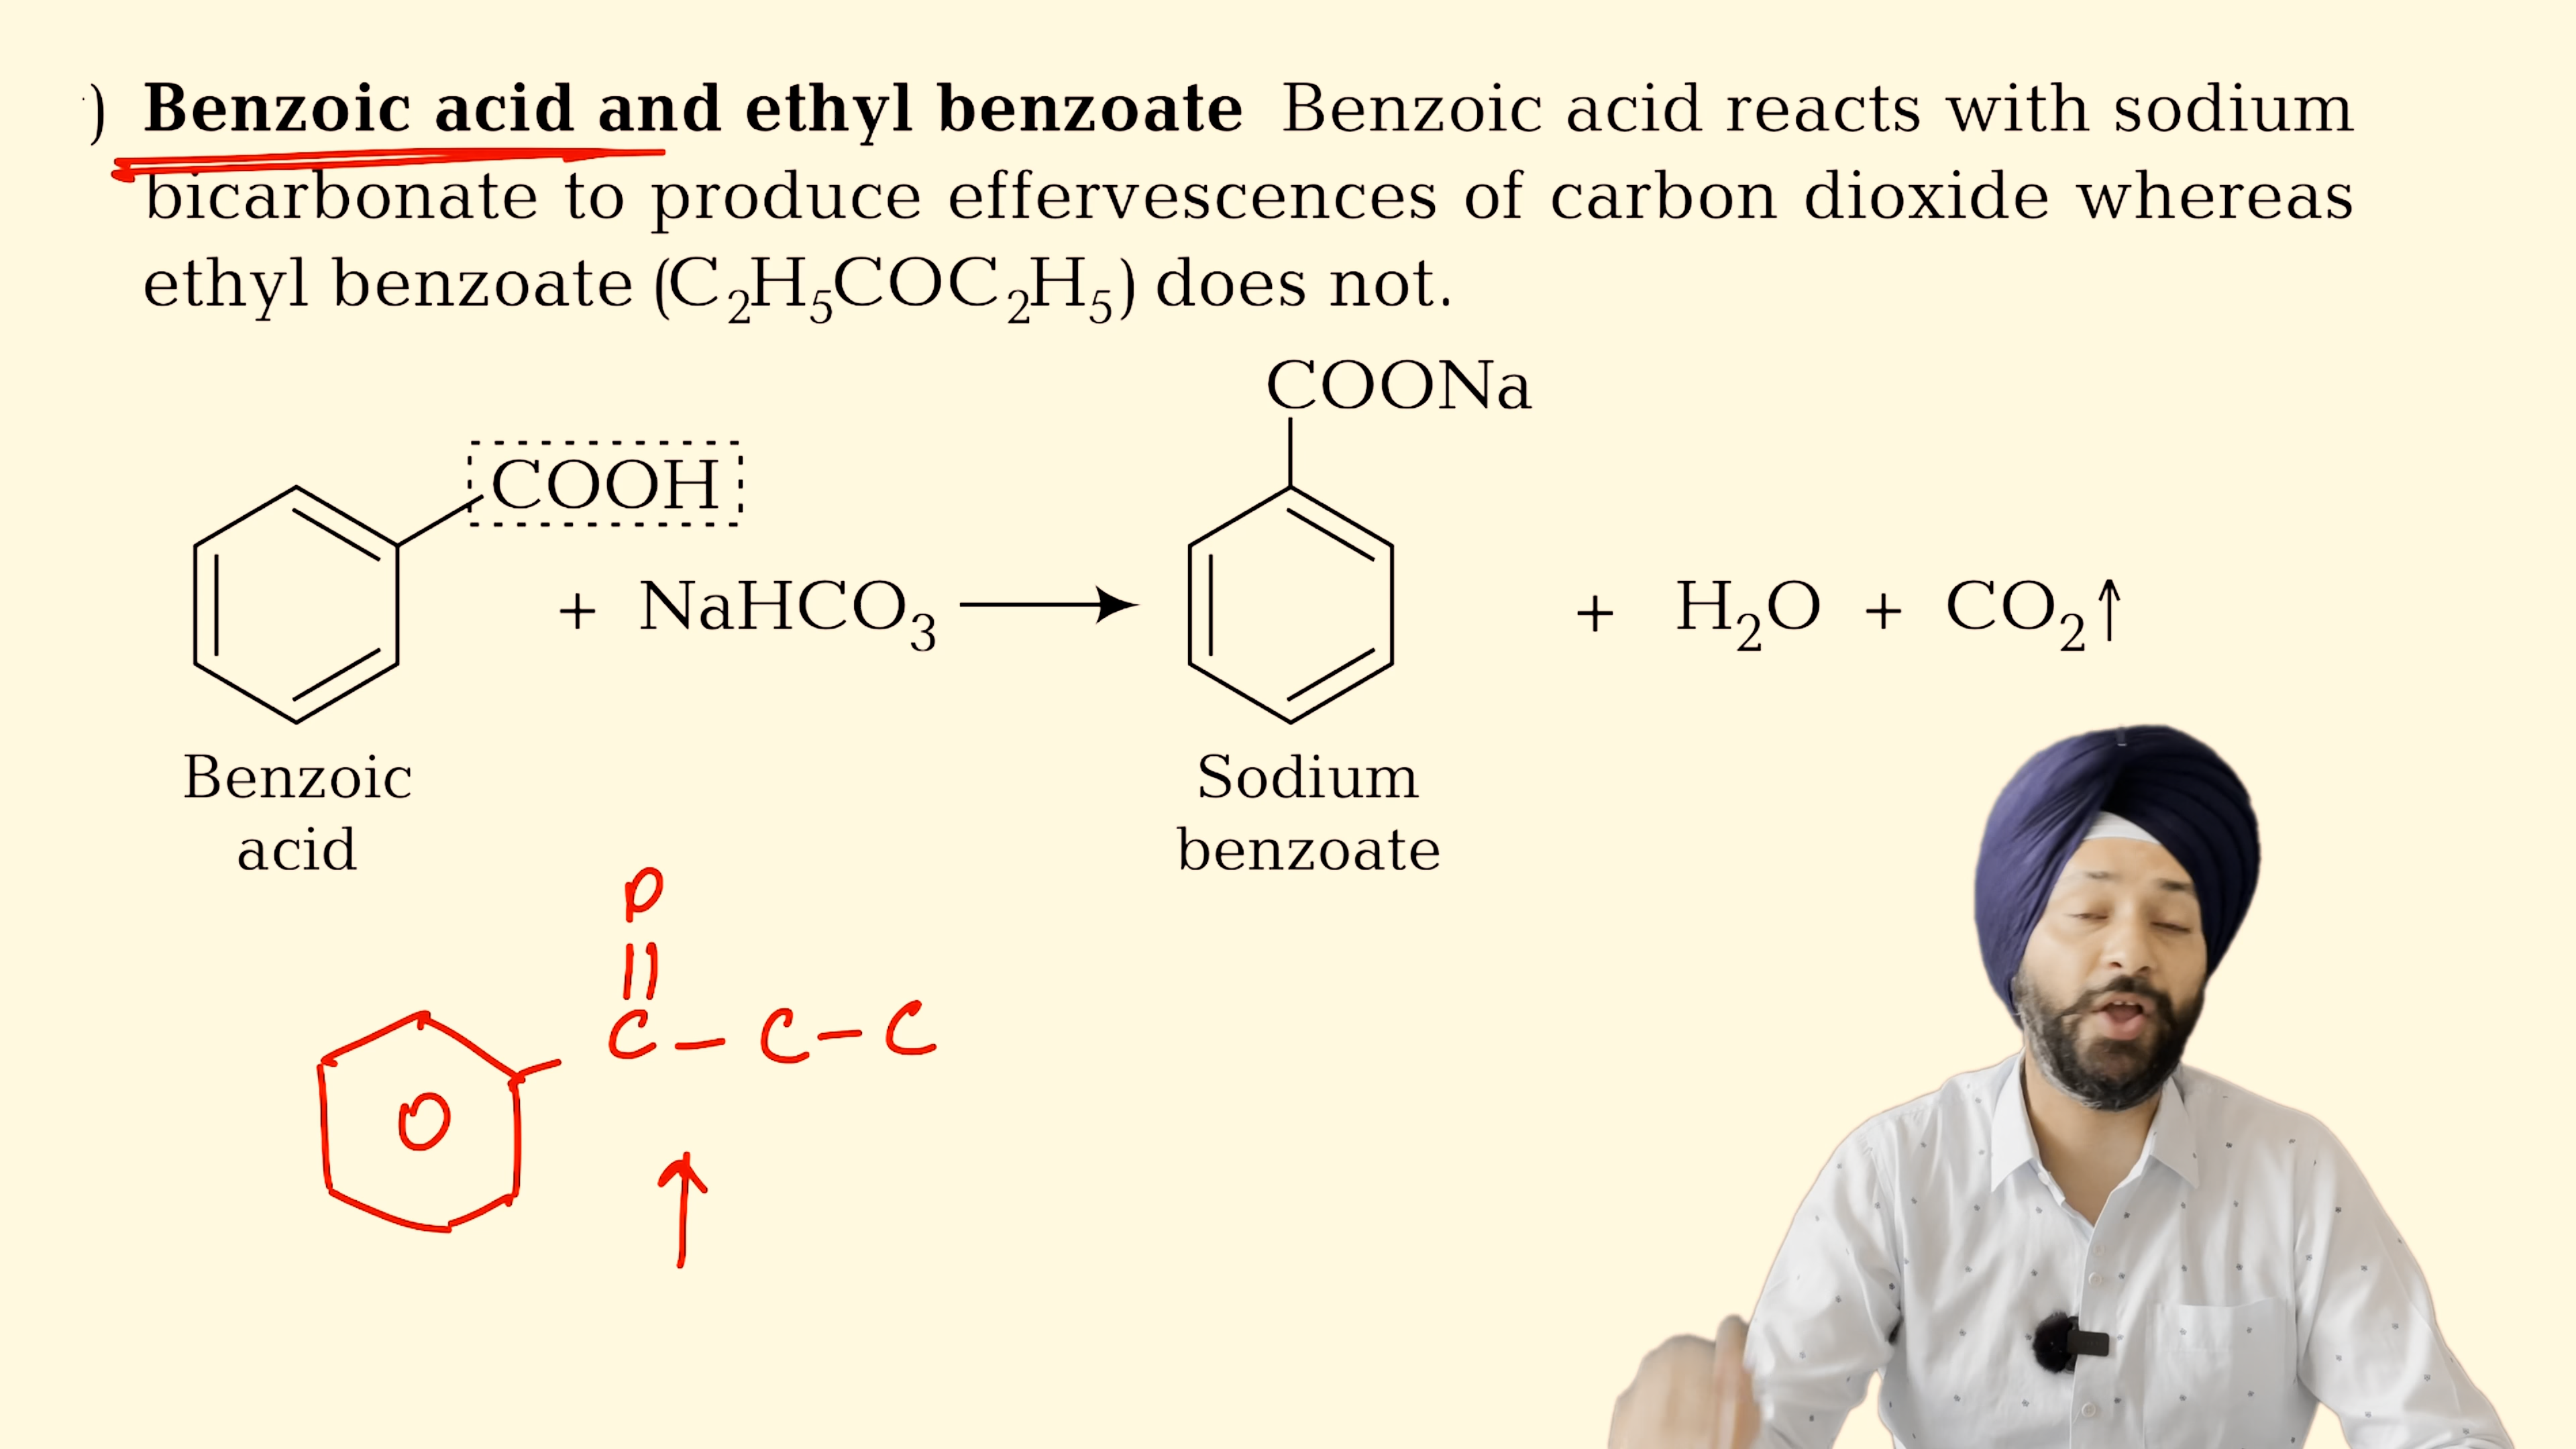 ) Benzoic acid and ethyl benzoate Benzoic acid reacts with sodium
bicarbonate to produce effervescences of carbon dioxide whereas
ethyl benzoate (C₂H₅COC₂H₅) does not.
COONa
COOH
+ NaHCO₃ ⟶ + H₂O + CO₂↑
Benzoic acid
Sodium benzoate
O
C – C – C
O